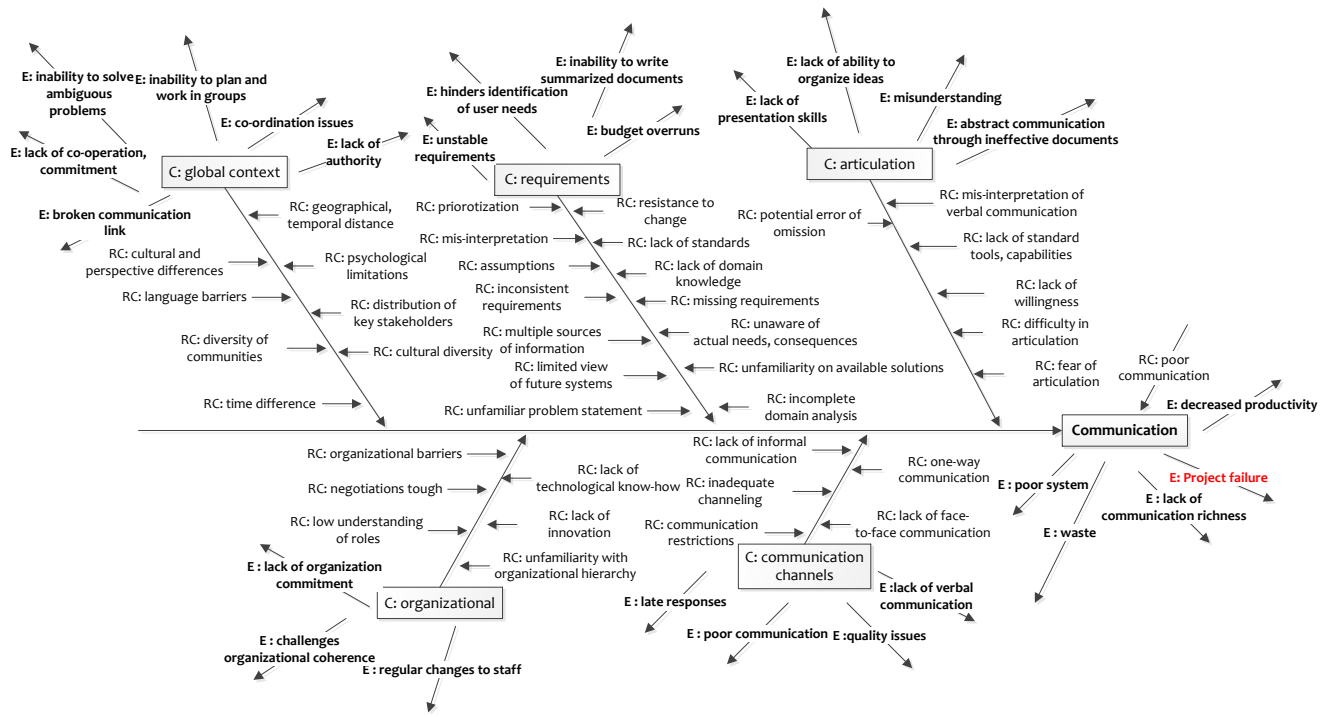 E: inability to solve
ambiguous
problems
E: inability to plan and
work in groups
E: co-ordination issues
E: lack of
authority
E: lack of co-operation,
commitment
E: broken communication
link
C: global context
RC: geographical,
temporal distance
RC: cultural and
perspective differences
RC: psychological
limitations
RC: language barriers
RC: distribution of
key stakeholders
RC: diversity of
communities
RC: cultural diversity
RC: time difference
E: hinders identification
of user needs
E: inability to write
summarized documents
E: budget overruns
E: unstable
requirements
C: requirements
RC: priorotization
RC: resistance to
change
RC: mis-interpretation
RC: lack of standards
RC: assumptions
RC: lack of domain
knowledge
RC: inconsistent
requirements
RC: missing requirements
RC: multiple sources
of information
RC: unaware of
actual needs, consequences
RC: limited view
of future systems
RC: unfamiliarity on available solutions
RC: unfamiliar problem statement
RC: incomplete
domain analysis
E: lack of ability to
organize ideas
E: lack of
presentation skills
E: misunderstanding
E: abstract communication
through ineffective documents
C: articulation
RC: mis-interpretation of
verbal communication
RC: potential error of
omission
RC: lack of standard
tools, capabilities
RC: lack of
willingness
RC: difficulty in
articulation
RC: fear of
articulation
RC: poor
communication
E: decreased productivity
Communication
E: Project failure
E : poor system
E : lack of
communication richness
E : waste
RC: organizational barriers
RC: lack of
technological know-how
RC: negotiations tough
RC: low understanding
of roles
RC: lack of
innovation
RC: unfamiliarity with
organizational hierarchy
C: organizational
E : lack of organization
commitment
E : challenges
organizational coherence
E : regular changes to staff
RC: lack of informal
communication
RC: one-way
communication
RC: inadequate
channeling
RC: communication
restrictions
RC: lack of face-
to-face communication
C: communication
channels
E : late responses
E :lack of verbal
communication
E : poor communication
E :quality issues